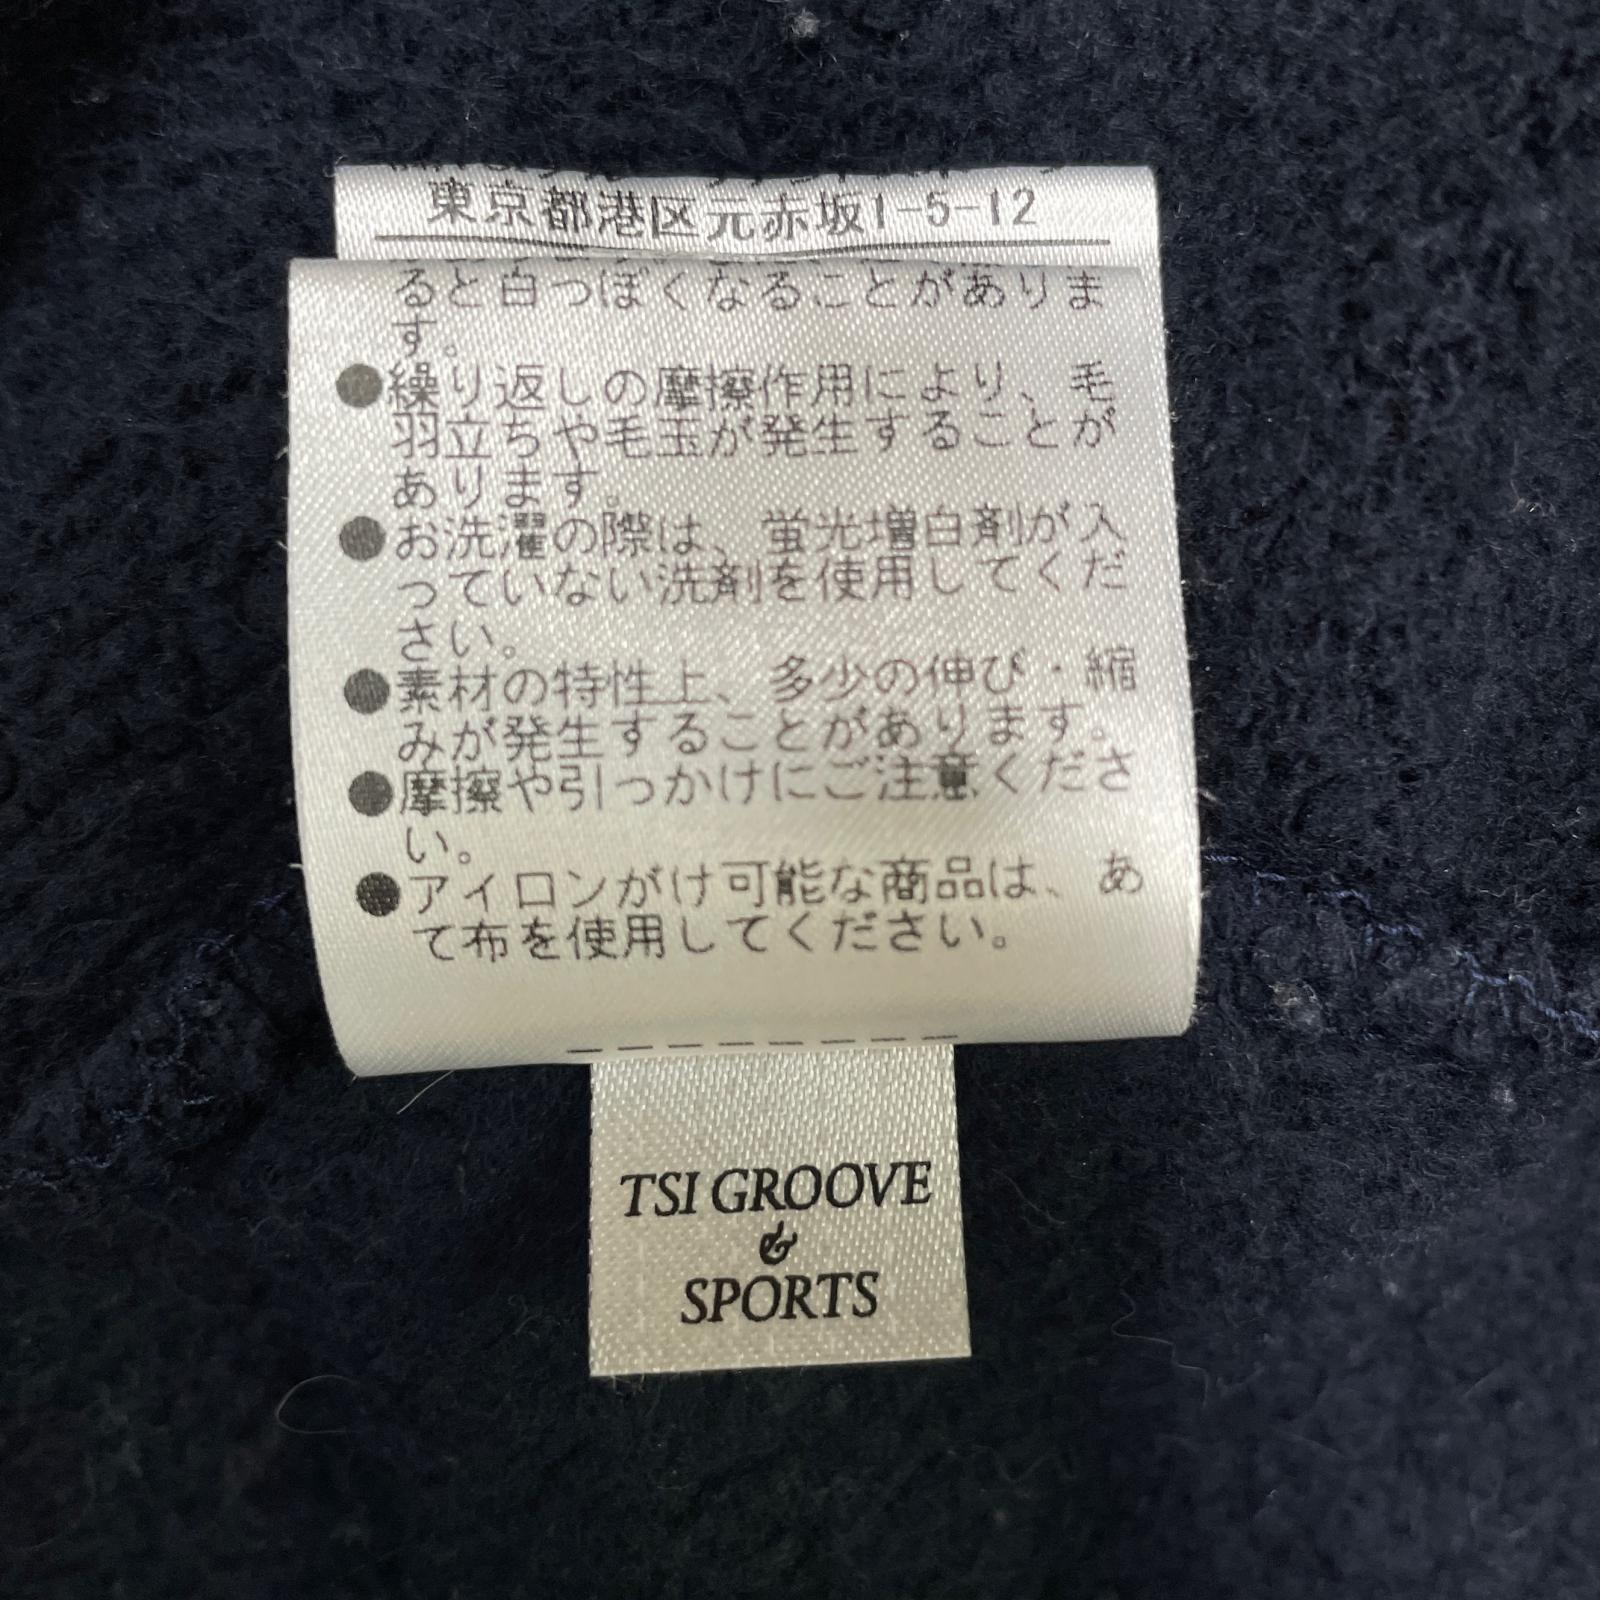 東京都港区元赤坂1-5-12
ると白っぽくなることがありま
す。
●繰り返しの摩擦作用により、毛
羽立ちや毛玉が発生することが
あります。
●お洗濯の際は、蛍光増白剤が入
っていない洗剤を使用してくだ
さい。
●素材の特性上、多少の伸び・縮
みが発生することがあります。
●摩擦や引っかけにご注意くださ
い。
●アイロンがけ可能な商品は、あ
て布を使用してください。
TSI GROOVE
&
SPORTS